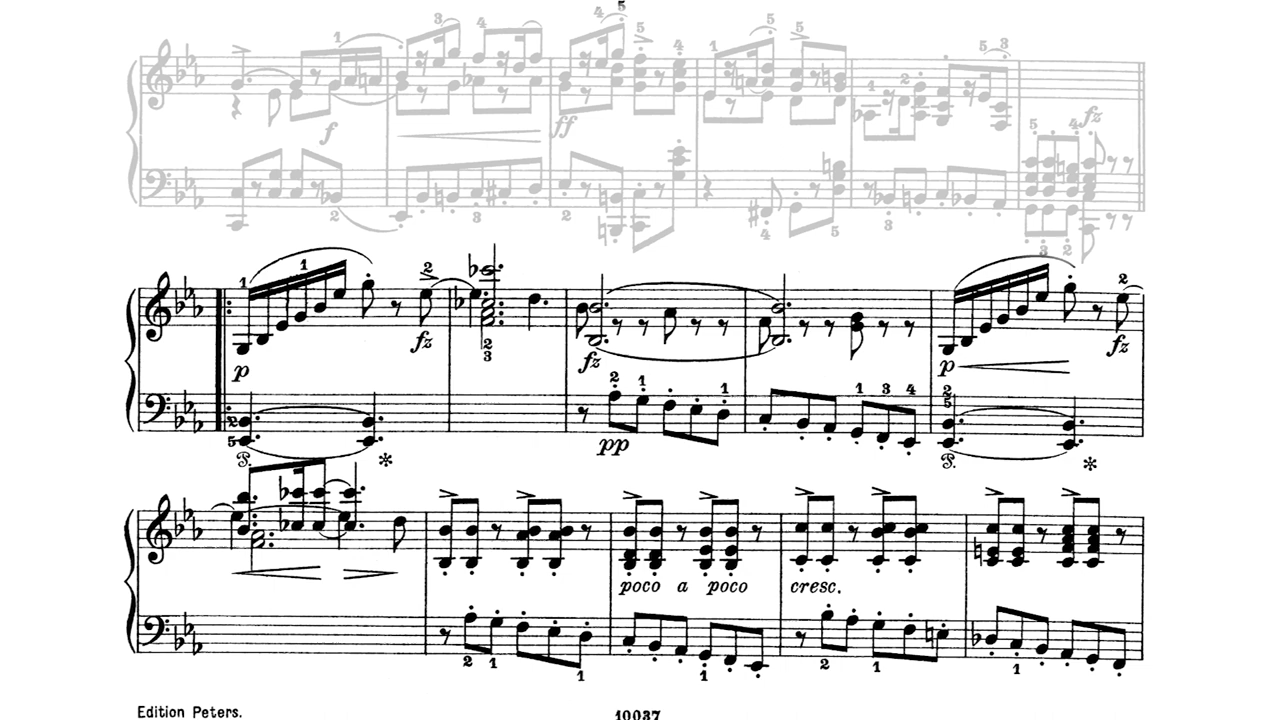 f ff fz
p fz fz p fz
pp
poco a poco cresc.
Edition Peters. 10037